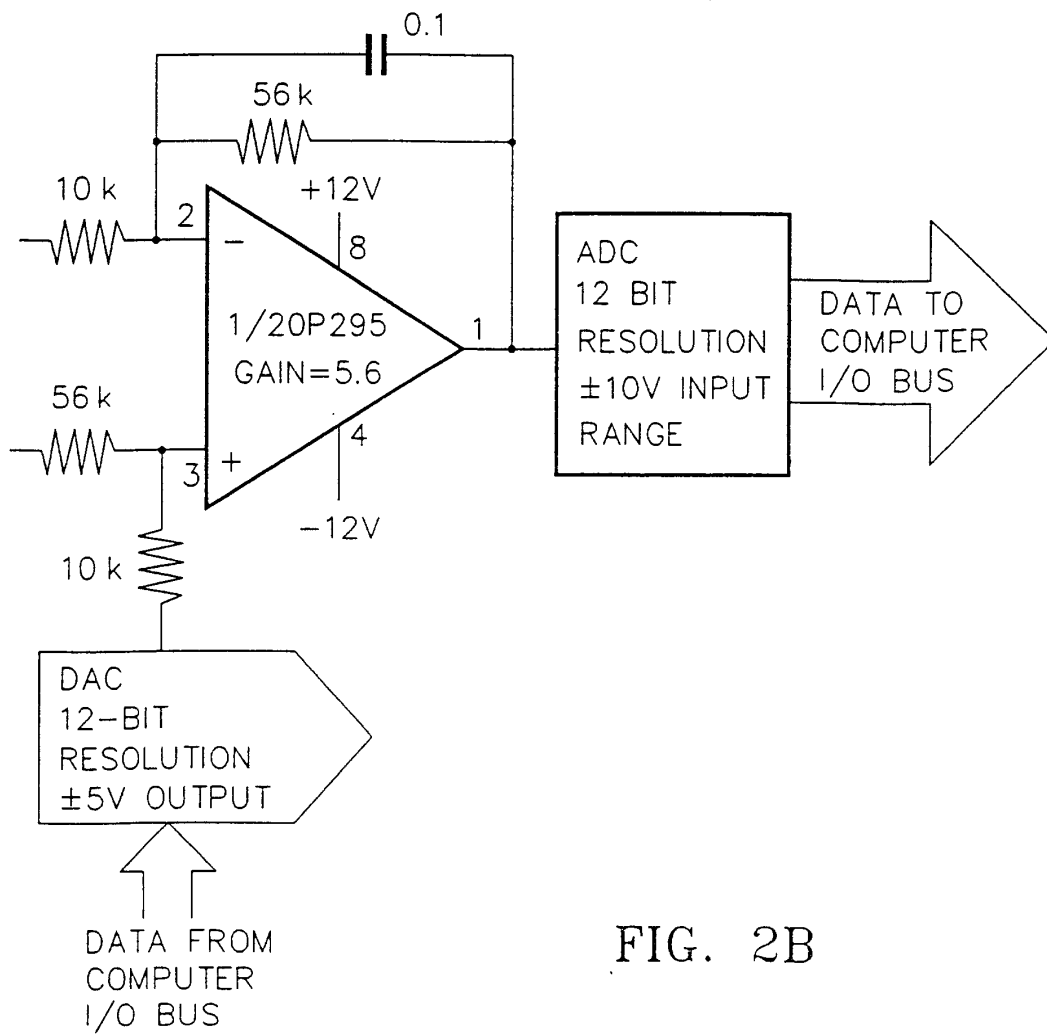 0.1
56k
10k
+12V
2
−
8
1/2OP295
GAIN=5.6
1
ADC
12 BIT
RESOLUTION
±10V INPUT
RANGE
DATA TO
COMPUTER
I/O BUS
56k
3
+
4
−12V
10k
DAC
12−BIT
RESOLUTION
±5V OUTPUT
DATA FROM
COMPUTER
I/O BUS
FIG. 2B